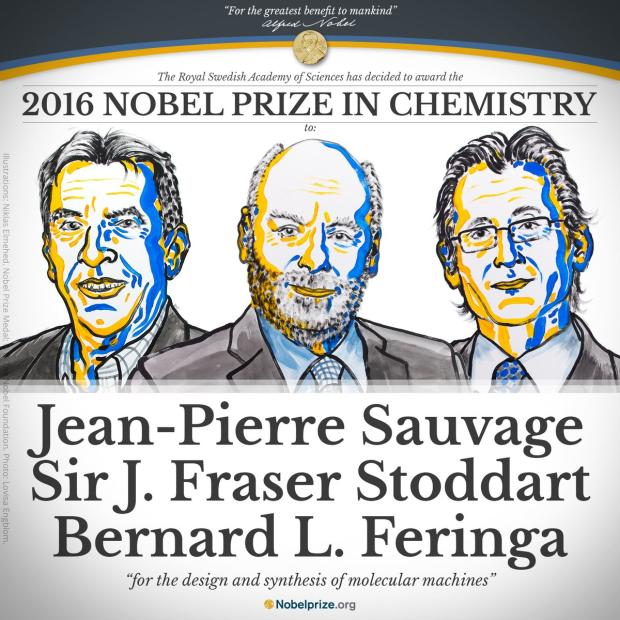 “For the greatest benefit to mankind”
Alfred Nobel
The Royal Swedish Academy of Sciences has decided to award the
2016 NOBEL PRIZE IN CHEMISTRY
to:
Illustrations: Niklas Elmehed. Nobel Prize Medal
Nobel Foundation. Photo: Lovisa Engblom.
Jean-Pierre Sauvage
Sir J. Fraser Stoddart
Bernard L. Feringa
“for the design and synthesis of molecular machines”
Nobelprize.org